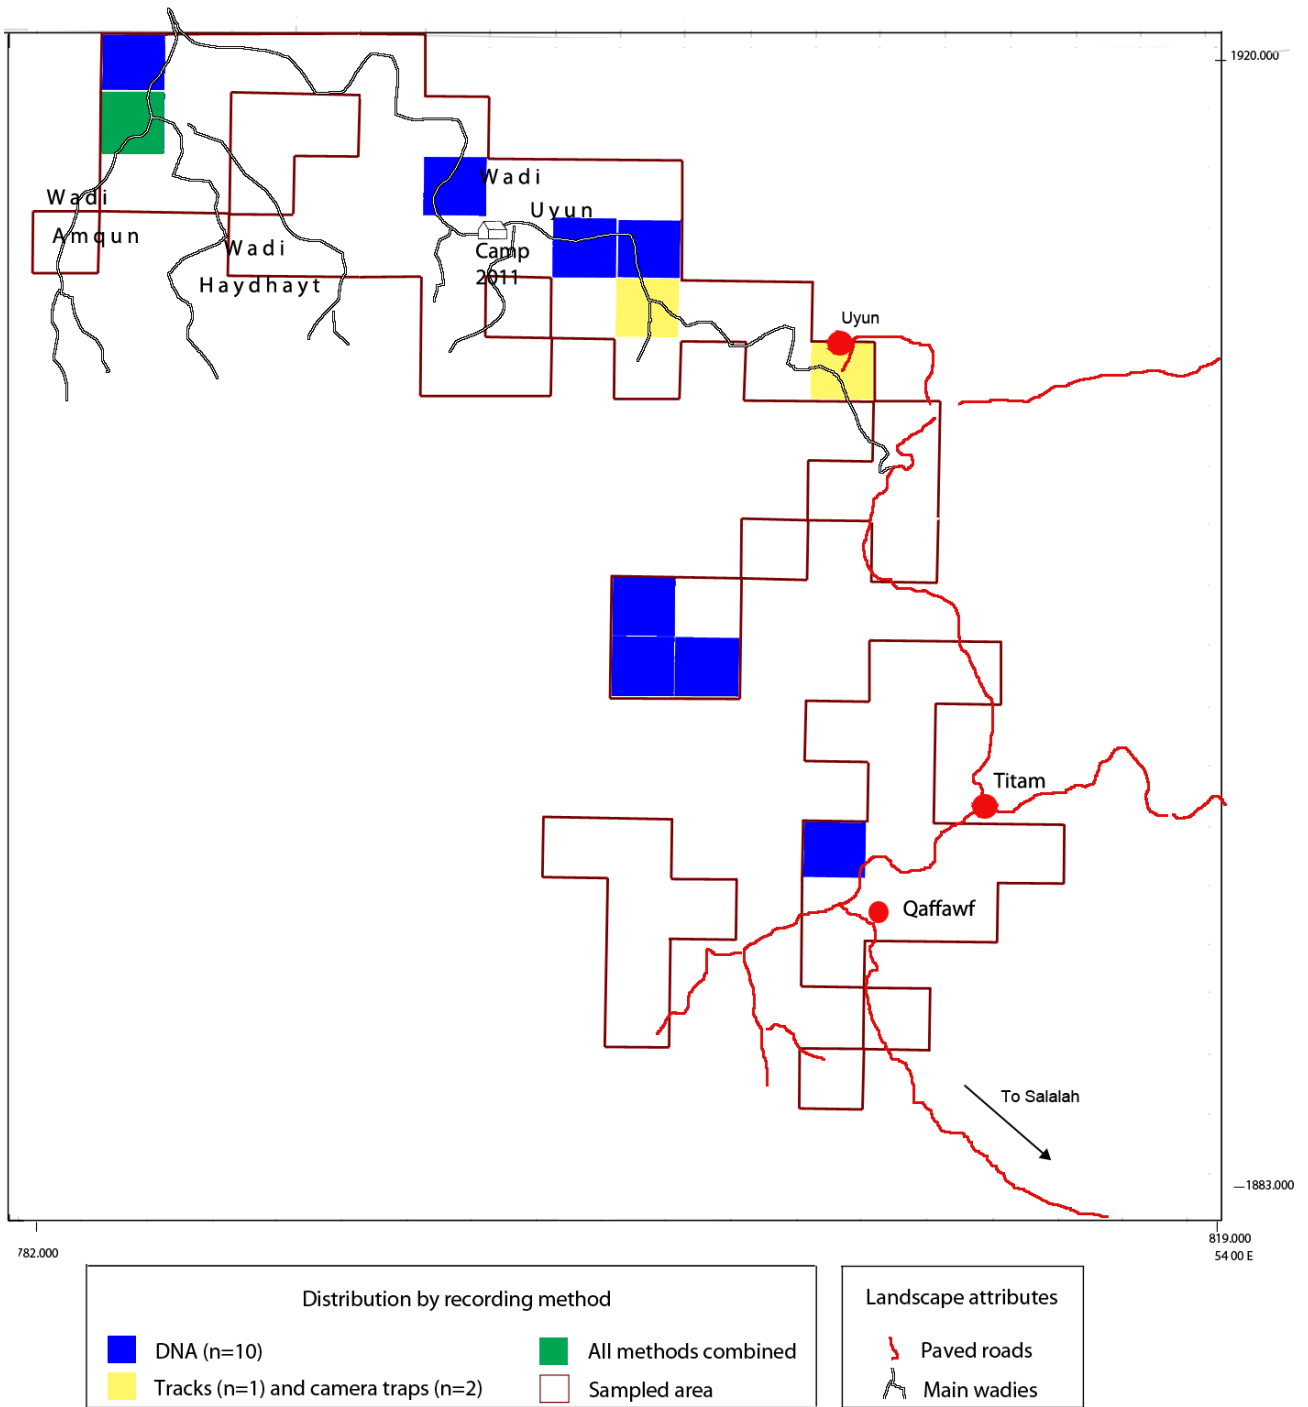 1920.000
Wadi
Amqun
Wadi
Haydhayt
Wadi
Uyun
Camp
2011
Uyun
Titam
Qaffawf
To Salalah
1883.000
782.000
819.000
54 00 E
Distribution by recording method
DNA (n=10)
All methods combined
Tracks (n=1) and camera traps (n=2)
Sampled area
Landscape attributes
Paved roads
Main wadies